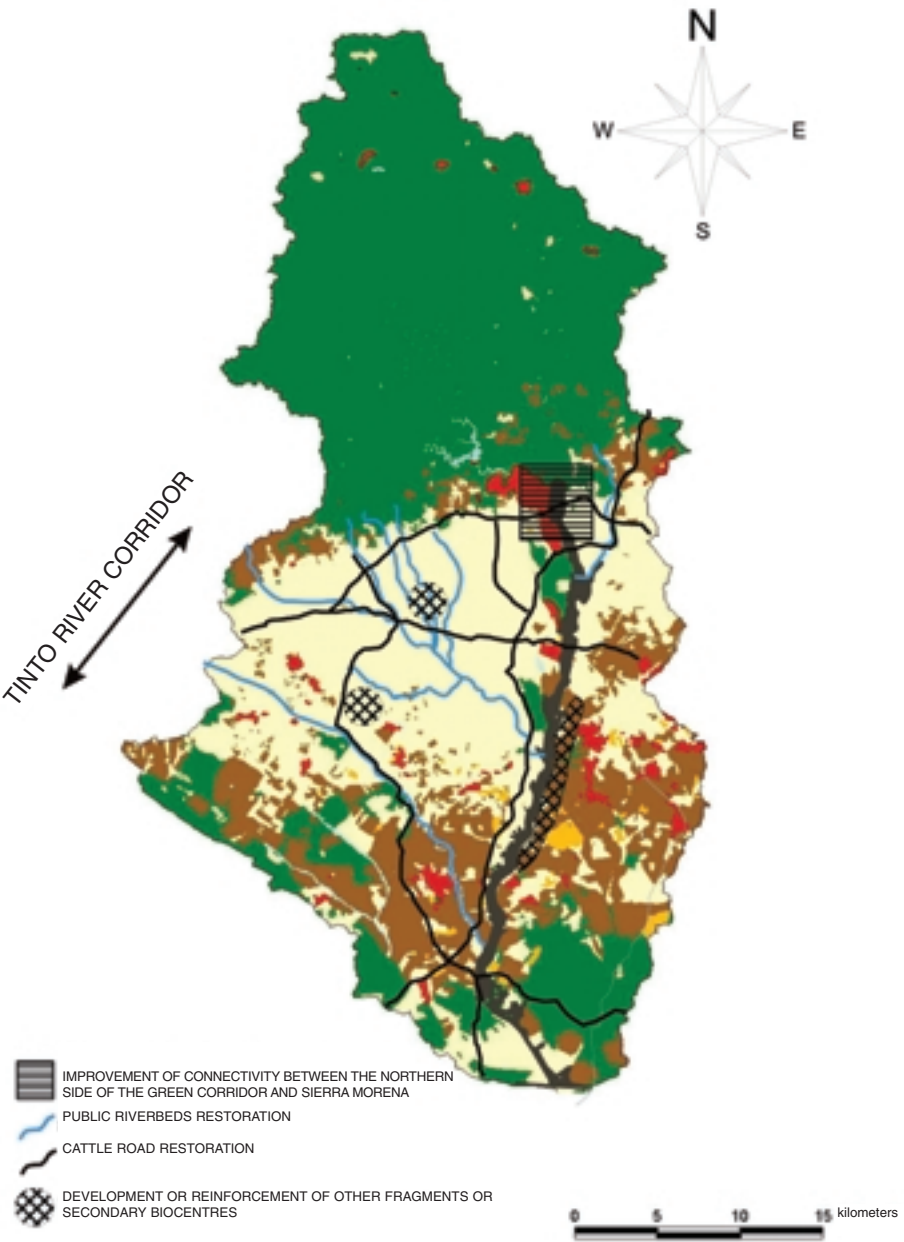 N
W
E
S
TINTO RIVER CORRIDOR
IMPROVEMENT OF CONNECTIVITY BETWEEN THE NORTHERN
SIDE OF THE GREEN CORRIDOR AND SIERRA MORENA
PUBLIC RIVERBEDS RESTORATION
CATTLE ROAD RESTORATION
DEVELOPMENT OR REINFORCEMENT OF OTHER FRAGMENTS OR
SECONDARY BIOCENTRES
0 5 10 15 kilometers